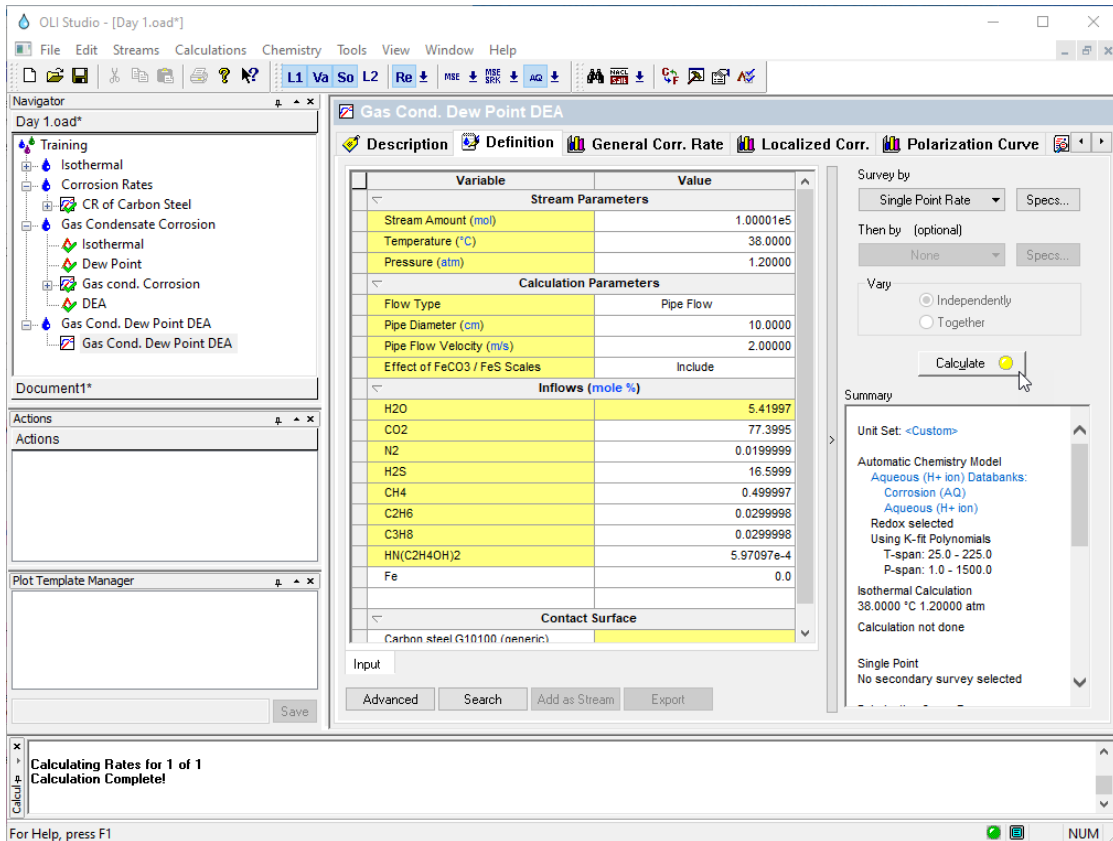 OLI Studio - [Day 1.oad*]
File Edit Streams Calculations Chemistry Tools View Window Help
L1 Va So L2 Re MSE MSE SRK AQ NACL Salt
Navigator
Day 1.oad*
Training
Isothermal
Corrosion Rates
CR of Carbon Steel
Gas Condensate Corrosion
Isothermal
Dew Point
Gas cond. Corrosion
DEA
Gas Cond. Dew Point DEA
Gas Cond. Dew Point DEA
Document1*
Actions
Actions
Plot Template Manager
Save
Gas Cond. Dew Point DEA
Description Definition General Corr. Rate Localized Corr. Polarization Curve
Variable Value
Stream Parameters
Stream Amount (mol) 1.00001e5
Temperature (°C) 38.0000
Pressure (atm) 1.20000
Calculation Parameters
Flow Type Pipe Flow
Pipe Diameter (cm) 10.0000
Pipe Flow Velocity (m/s) 2.00000
Effect of FeCO3 / FeS Scales Include
Inflows (mole %)
H2O 5.41997
CO2 77.3995
N2 0.0199999
H2S 16.5999
CH4 0.499997
C2H6 0.0299998
C3H8 0.0299998
HN(C2H4OH)2 5.97097e-4
Fe 0.0
Contact Surface
Carbon steel G10100 (generic)
Input
Advanced Search Add as Stream Export
Survey by
Single Point Rate Specs...
Then by (optional)
None Specs...
Vary
Independently
Together
Calculate
Summary
Unit Set: <Custom>
Automatic Chemistry Model
Aqueous (H+ ion) Databanks:
Corrosion (AQ)
Aqueous (H+ ion)
Redox selected
Using K-fit Polynomials
T-span: 25.0 - 225.0
P-span: 1.0 - 1500.0
Isothermal Calculation
38.0000 °C 1.20000 atm
Calculation not done
Single Point
No secondary survey selected
Calcul
Calculating Rates for 1 of 1
Calculation Complete!
For Help, press F1
NUM